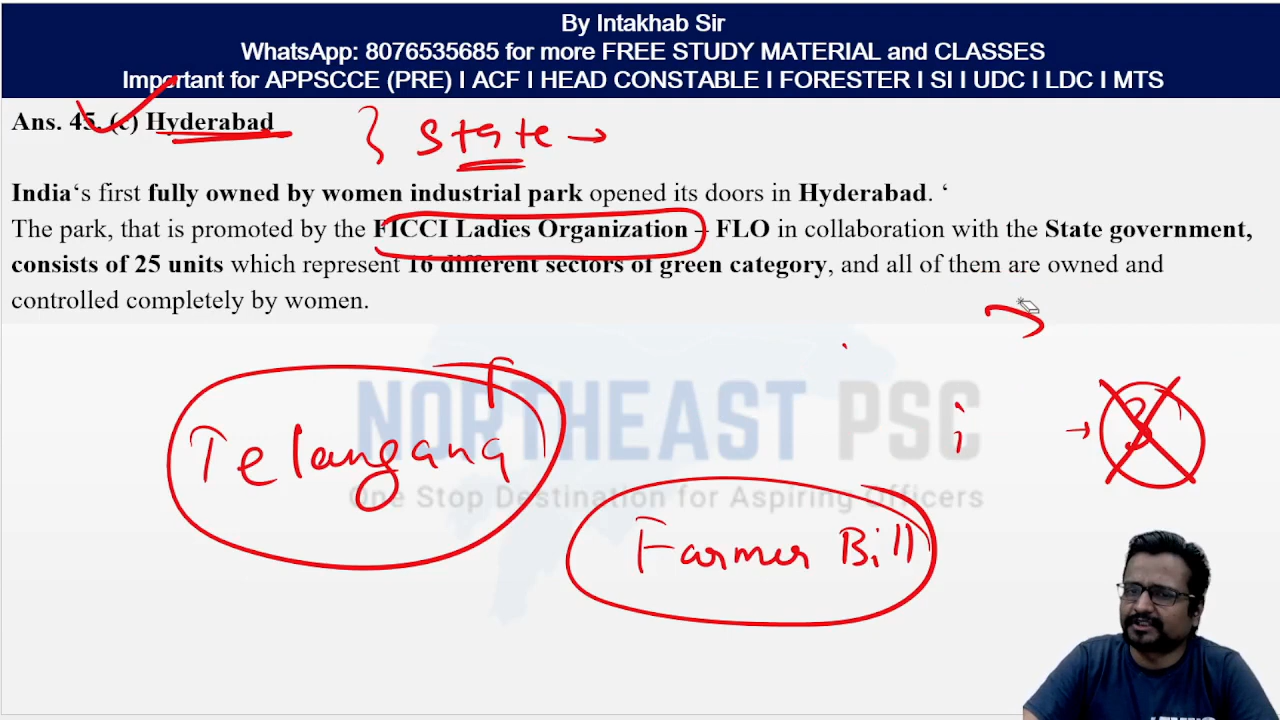 By Intakhab Sir
WhatsApp: 8076535685 for more FREE STUDY MATERIAL and CLASSES
Important for APPSCCE (PRE) I ACF I HEAD CONSTABLE I FORESTER I SI I UDC I LDC I MTS
Ans. 45. (c) Hyderabad
State →
India‘s first fully owned by women industrial park opened its doors in Hyderabad. ‘
The park, that is promoted by the FICCI Ladies Organization – FLO in collaboration with the State government,
consists of 25 units which represent 16 different sectors of green category, and all of them are owned and
controlled completely by women.
NORTHEAST PSC
One Stop Destination for Aspiring Officers
Telangana
i
→ 3
Farmer Bill